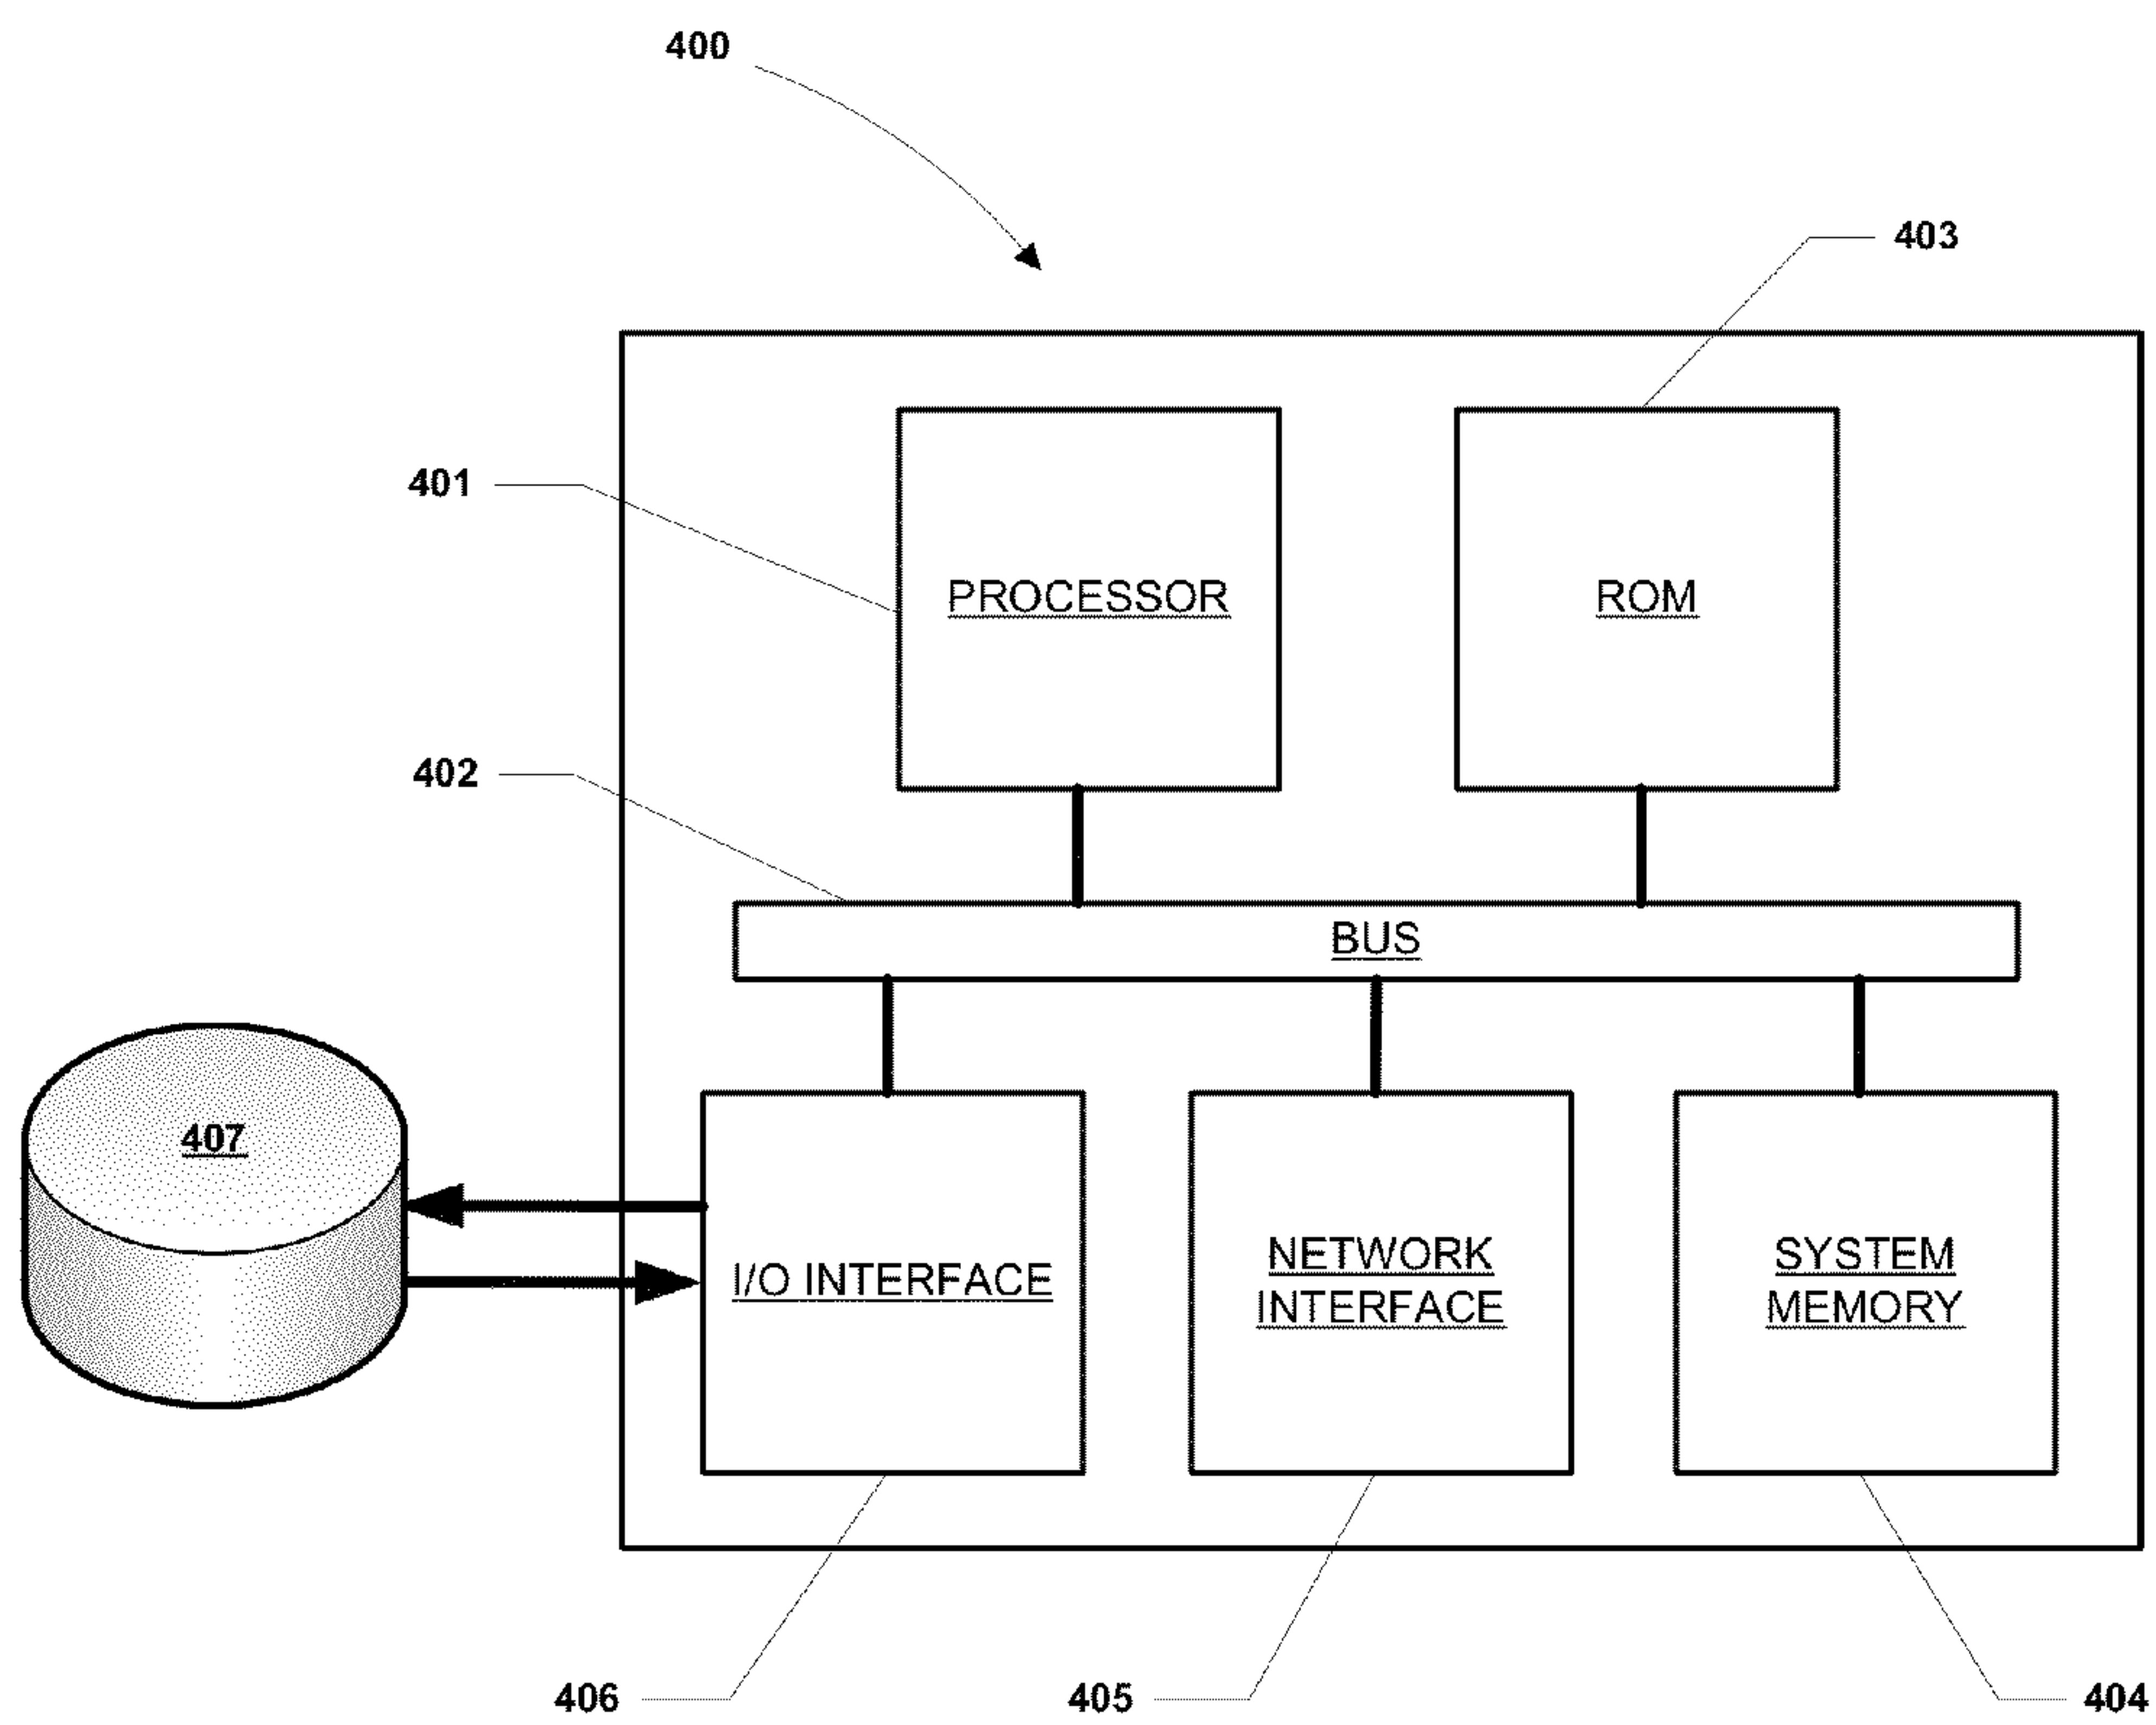 400
403
401
PROCESSOR
ROM
402
BUS
407
I/O INTERFACE
NETWORK
INTERFACE
SYSTEM
MEMORY
406
405
404